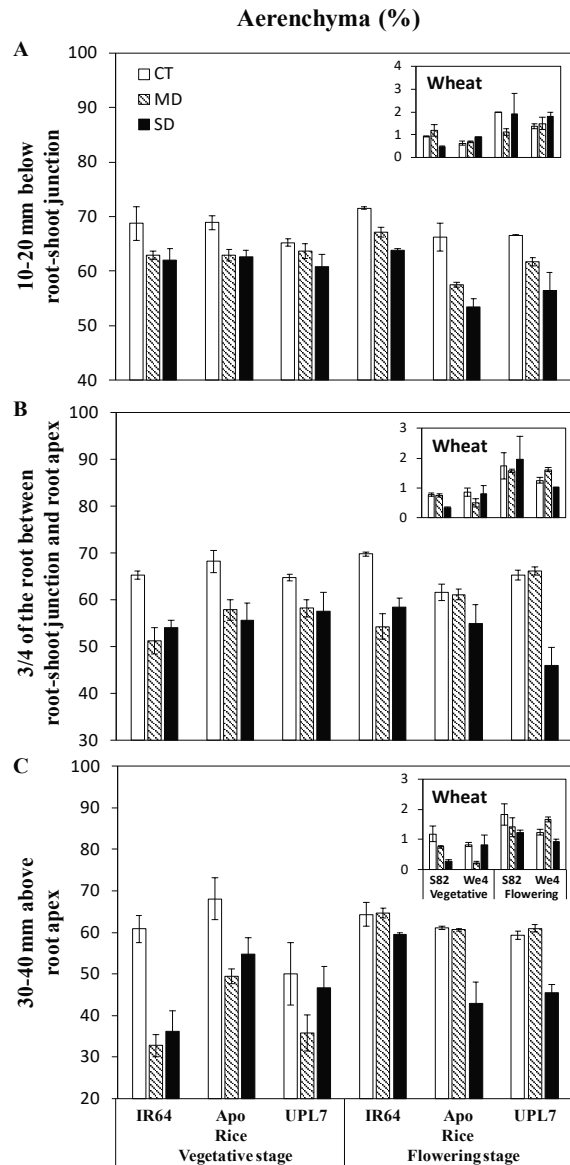 Aerenchyma (%)
A
10-20 mm below
root-shoot junction
100
90
80
70
60
50
40
CT
MD
SD
Wheat
4
3
2
1
0
B
3/4 of the root between
root-shoot junction and root apex
100
90
80
70
60
50
40
30
Wheat
3
2
1
0
C
30-40 mm above
root apex
100
90
80
70
60
50
40
30
20
Wheat
3
2
1
0
S82 We4 S82 We4
Vegetative Flowering
IR64 Apo UPL7 IR64 Apo UPL7
Rice Rice
Vegetative stage Flowering stage